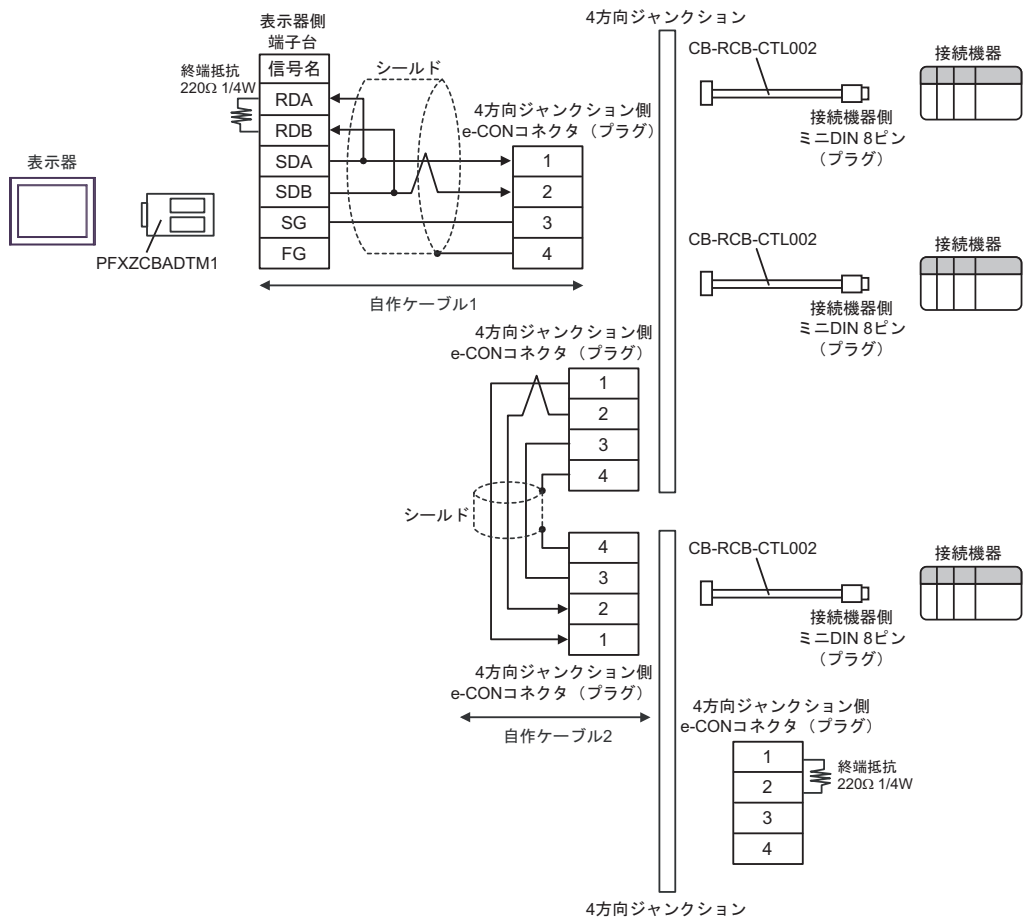 4方向ジャンクション
表示器側
端子台
信号名
RDA
RDB
SDA
SDB
SG
FG
終端抵抗
220Ω 1/4W
シールド
4方向ジャンクション側
e-CONコネクタ（プラグ）
1
2
3
4
表示器
PFXZCBADTM1
自作ケーブル1
CB-RCB-CTL002
接続機器側
ミニDIN 8ピン
（プラグ）
接続機器
CB-RCB-CTL002
接続機器側
ミニDIN 8ピン
（プラグ）
接続機器
4方向ジャンクション側
e-CONコネクタ（プラグ）
1
2
3
4
シールド
4
3
2
1
4方向ジャンクション側
e-CONコネクタ（プラグ）
自作ケーブル2
CB-RCB-CTL002
接続機器側
ミニDIN 8ピン
（プラグ）
接続機器
4方向ジャンクション側
e-CONコネクタ（プラグ）
1
2
3
4
終端抵抗
220Ω 1/4W
4方向ジャンクション